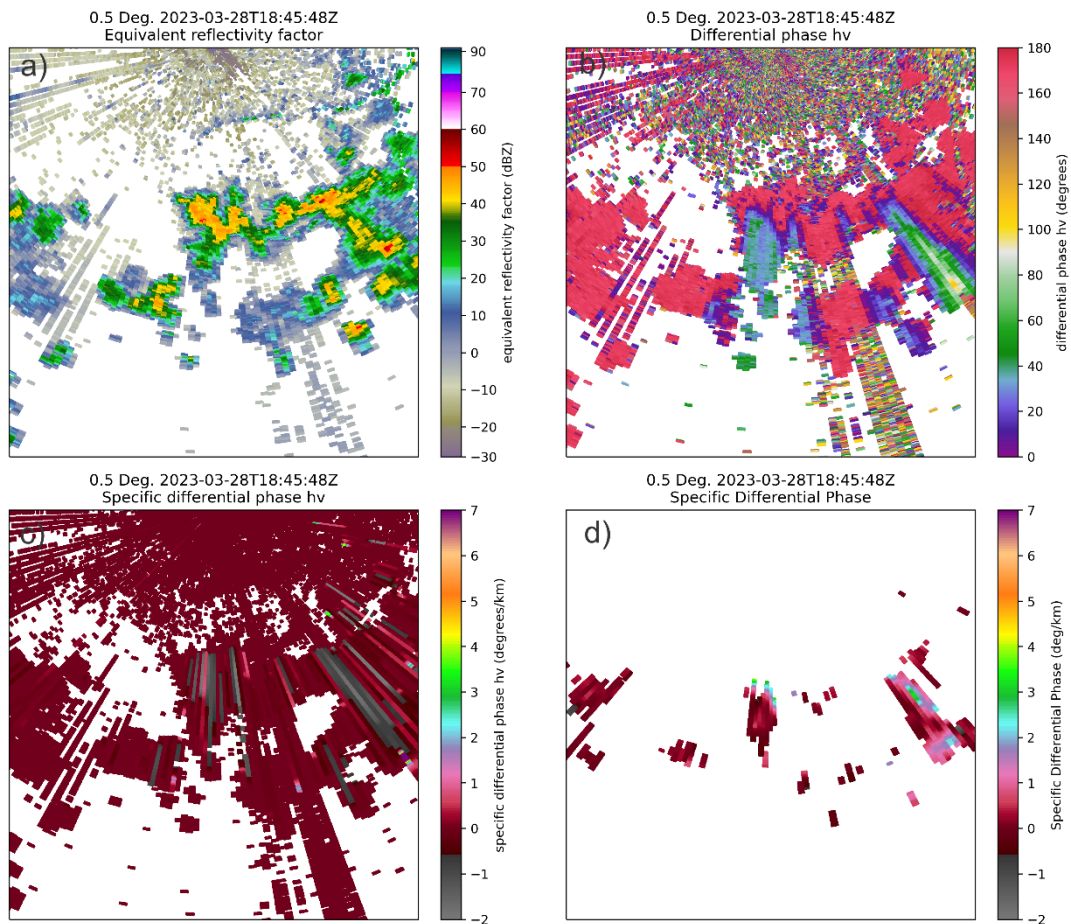 0.5 Deg. 2023-03-28T18:45:48Z
Equivalent reflectivity factor
a)
90
80
70
60
50
40
30
20
10
0
−10
−20
−30
equivalent reflectivity factor (dBZ)
0.5 Deg. 2023-03-28T18:45:48Z
Differential phase hv
b)
180
160
140
120
100
80
60
40
20
0
differential phase hv (degrees)
0.5 Deg. 2023-03-28T18:45:48Z
Specific differential phase hv
c)
7
6
5
4
3
2
1
0
−1
−2
specific differential phase hv (degrees/km)
0.5 Deg. 2023-03-28T18:45:48Z
Specific Differential Phase
d)
7
6
5
4
3
2
1
0
−1
−2
Specific Differential Phase (deg/km)